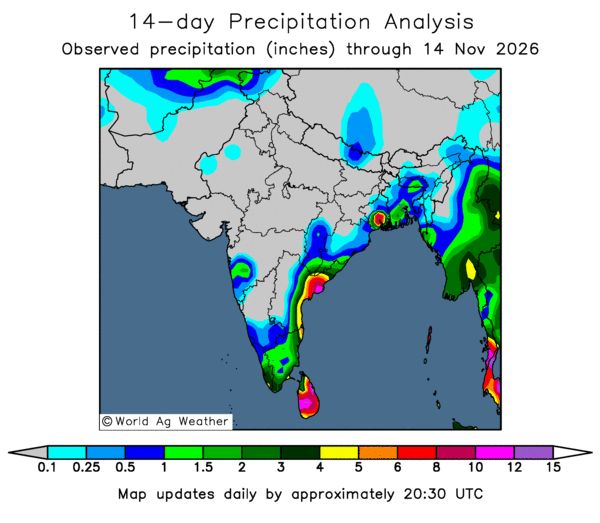 14-day Precipitation Analysis
Observed precipitation (inches) through 14 Nov 2026
©World Ag Weather
0.1 0.25 0.5 1 1.5 2 3 4 5 6 8 10 12 15
Map updates daily by approximately 20:30 UTC